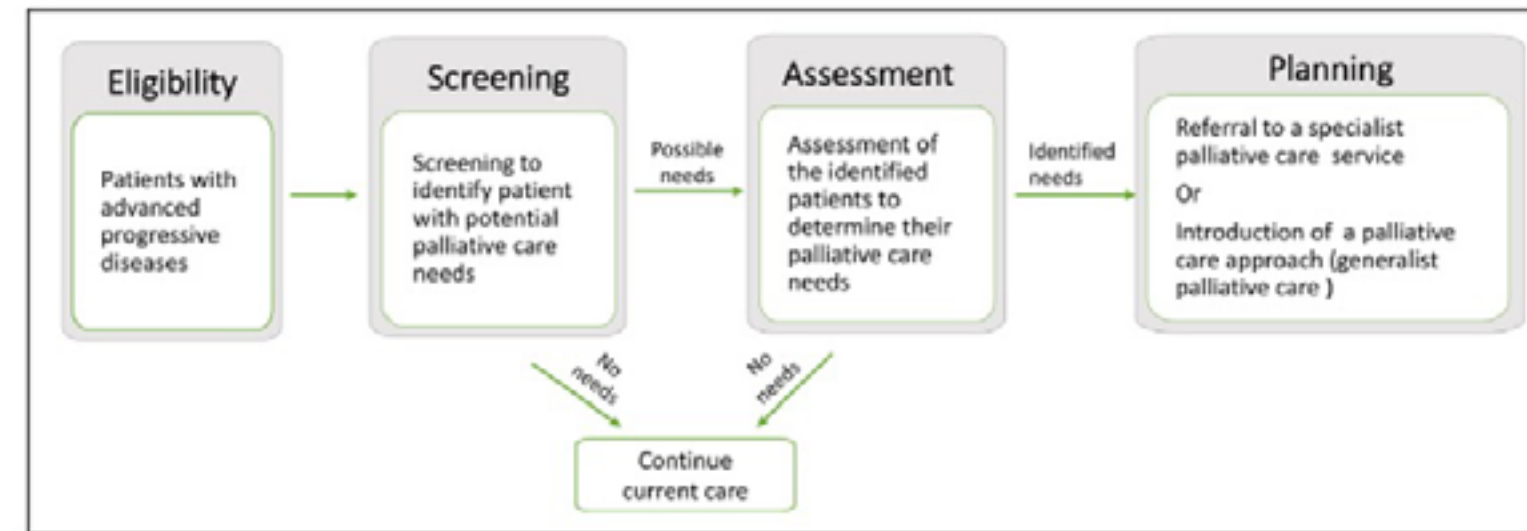 Eligibility
Patients with
advanced
progressive
diseases
Screening
Screening to
identify patient
with potential
palliative care
needs
Possible
needs
Assessment
Assessment of
the identified
patients to
determine their
palliative care
needs
Identified
needs
Planning
Referral to a specialist
palliative care service
Or
Introduction of a palliative
care approach (generalist
palliative care )
No
needs
No
needs
Continue
current care